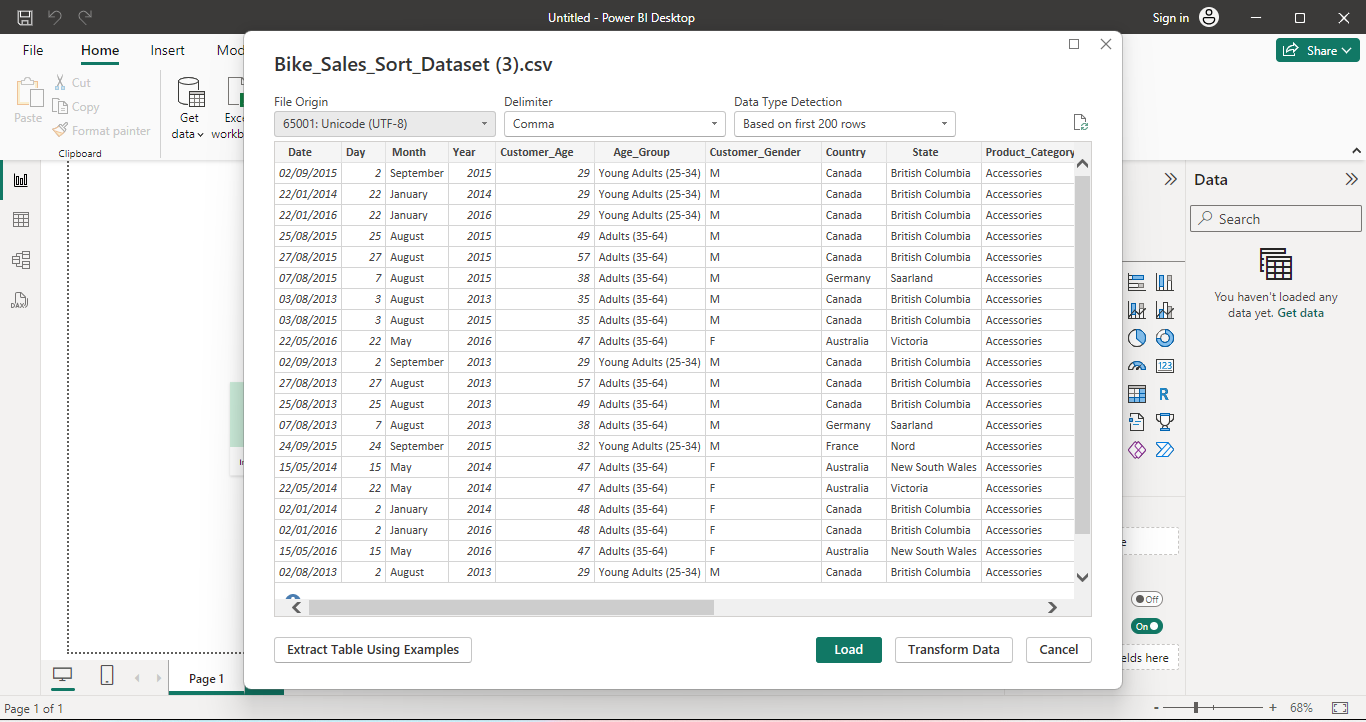 Untitled - Power BI Desktop
Sign in
File Home Insert Mod
Share
Paste
Cut
Copy
Format painter
Clipboard
Get data
Exce
workb
Bike_Sales_Sort_Dataset (3).csv
File Origin Delimiter Data Type Detection
65001: Unicode (UTF-8) Comma Based on first 200 rows
Date Day Month Year Customer_Age Age_Group Customer_Gender Country State Product_Category
02/09/2015 2 September 2015 29 Young Adults (25-34) M Canada British Columbia Accessories
22/01/2014 22 January 2014 29 Young Adults (25-34) M Canada British Columbia Accessories
22/01/2016 22 January 2016 29 Young Adults (25-34) M Canada British Columbia Accessories
25/08/2015 25 August 2015 49 Adults (35-64) M Canada British Columbia Accessories
27/08/2015 27 August 2015 57 Adults (35-64) M Canada British Columbia Accessories
07/08/2015 7 August 2015 38 Adults (35-64) M Germany Saarland Accessories
03/08/2013 3 August 2013 35 Adults (35-64) M Canada British Columbia Accessories
03/08/2015 3 August 2015 35 Adults (35-64) M Canada British Columbia Accessories
22/05/2016 22 May 2016 47 Adults (35-64) F Australia Victoria Accessories
02/09/2013 2 September 2013 29 Young Adults (25-34) M Canada British Columbia Accessories
27/08/2013 27 August 2013 57 Adults (35-64) M Canada British Columbia Accessories
25/08/2013 25 August 2013 49 Adults (35-64) M Canada British Columbia Accessories
07/08/2013 7 August 2013 38 Adults (35-64) M Germany Saarland Accessories
24/09/2015 24 September 2015 32 Young Adults (25-34) M France Nord Accessories
15/05/2014 15 May 2014 47 Adults (35-64) F Australia New South Wales Accessories
22/05/2014 22 May 2014 47 Adults (35-64) F Australia Victoria Accessories
02/01/2014 2 January 2014 48 Adults (35-64) F Canada British Columbia Accessories
02/01/2016 2 January 2016 48 Adults (35-64) F Canada British Columbia Accessories
15/05/2016 15 May 2016 47 Adults (35-64) F Australia New South Wales Accessories
02/08/2013 2 August 2013 29 Young Adults (25-34) M Canada British Columbia Accessories
Extract Table Using Examples Load Transform Data Cancel
Data
Search
You haven't loaded any
data yet. Get data
123
R
DAX
e
Off
On
elds here
Page 1
Page 1 of 1
- + 68%